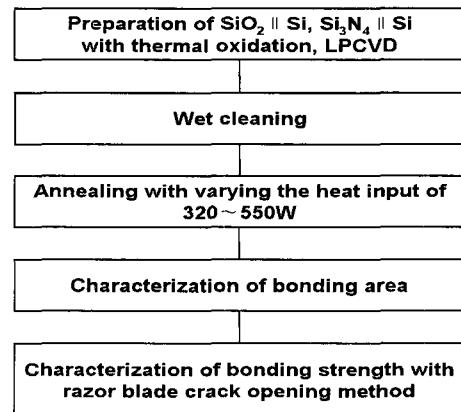 Preparation of SiO₂ ∥ Si, Si₃N₄ ∥ Si
with thermal oxidation, LPCVD
Wet cleaning
Annealing with varying the heat input of
320～550W
Characterization of bonding area
Characterization of bonding strength with
razor blade crack opening method